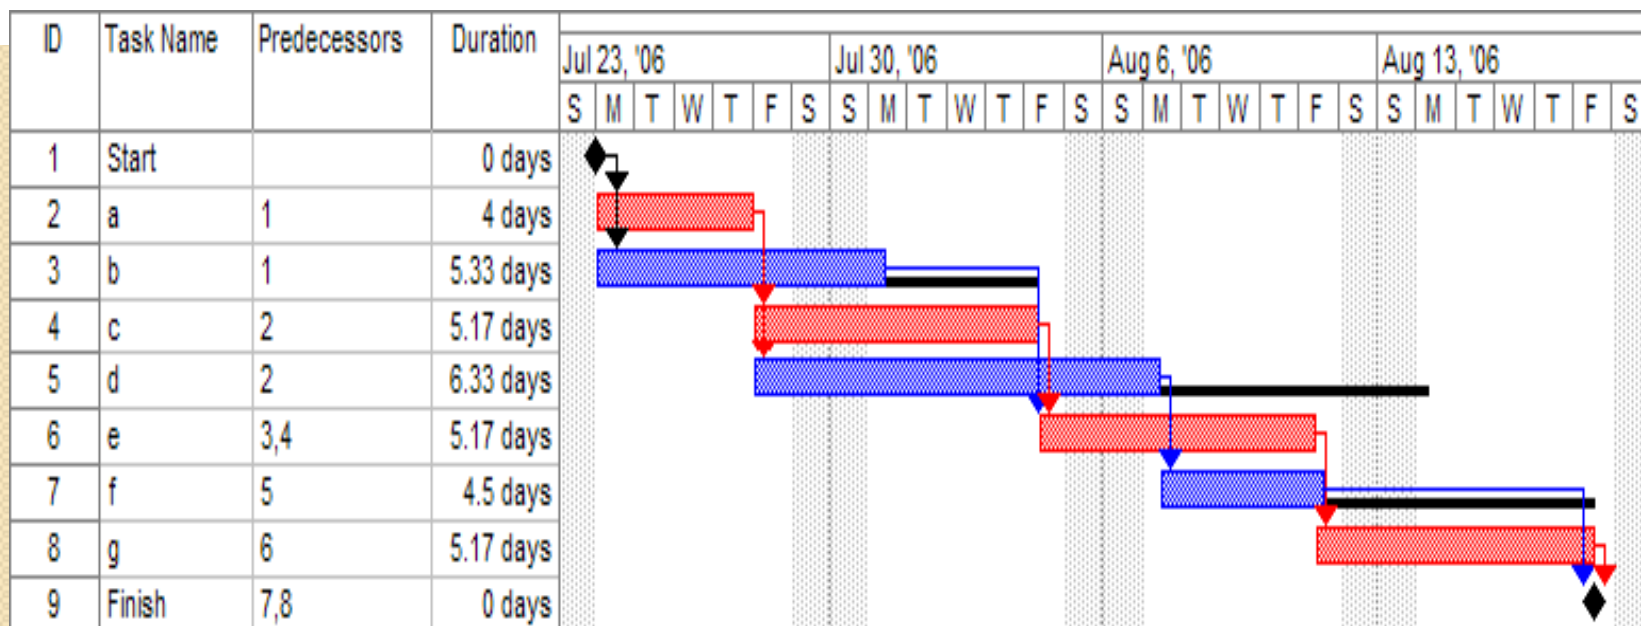 ID Task Name Predecessors Duration
Jul 23, '06 Jul 30, '06 Aug 6, '06 Aug 13, '06
S M T W T F S S M T W T F S S M T W T F S S M T W T F S
1 Start 0 days
2 a 1 4 days
3 b 1 5.33 days
4 c 2 5.17 days
5 d 2 6.33 days
6 e 3,4 5.17 days
7 f 5 4.5 days
8 g 6 5.17 days
9 Finish 7,8 0 days